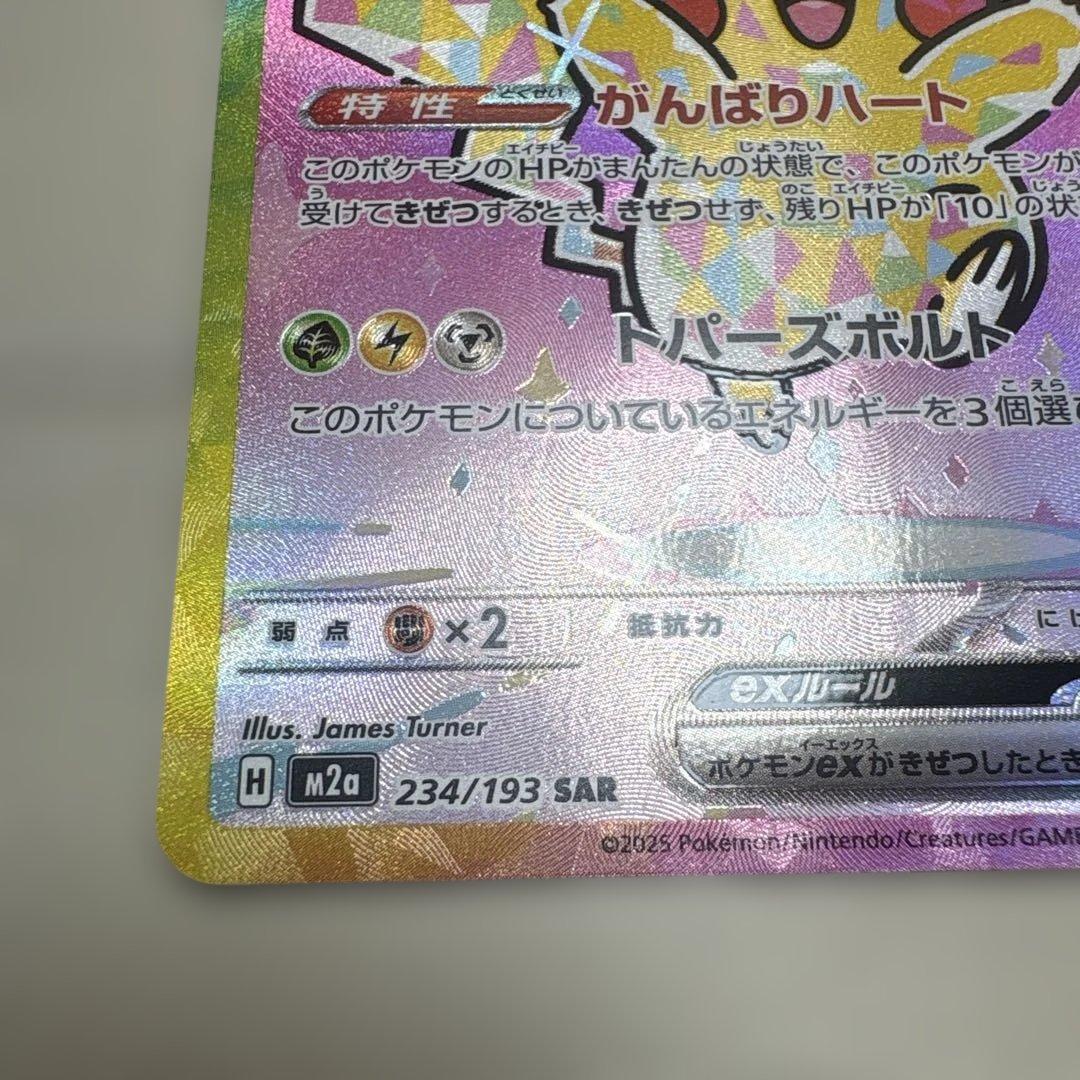 特性 とくせい がんばりハート
エイチピー じょうたい
このポケモンのHPがまんたんの状態で、このポケモンが
う のこ エイチピー じょう
受けてきぜつするとき、きぜつせず、残りHPが「10」の状
トパーズボルト
こ えら
このポケモンについているエネルギーを3個選
弱点 ×2 抵抗力 に
exルール
イーエックス
ポケモンexがきぜつしたとき
Illus. James Turner
H M2a 234/193 SAR
©2025 Pokémon/Nintendo/Creatures/GAM